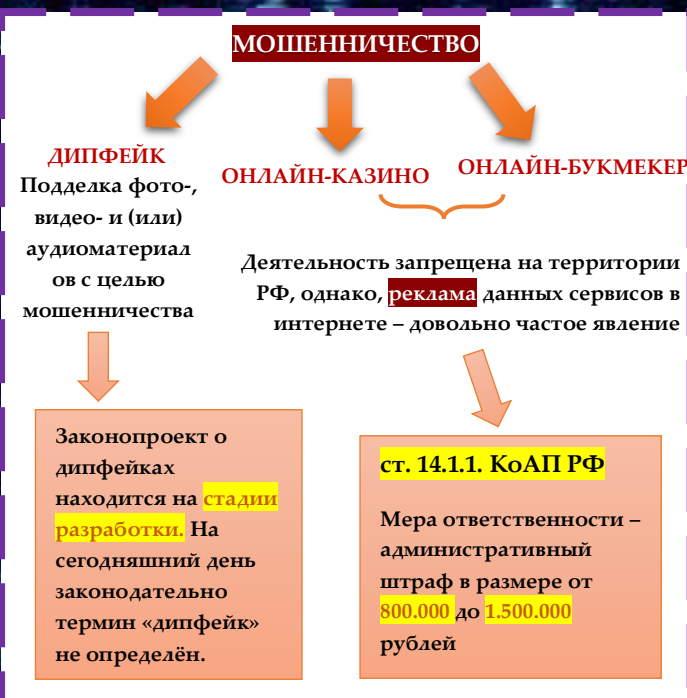 МОШЕННИЧЕСТВО
ДИПФЕЙК
Подделка фото-,
видео- и (или)
аудиоматериал
ов с целью
мошенничества
ОНЛАЙН-КАЗИНО
ОНЛАЙН-БУКМЕКЕР
Деятельность запрещена на территории
РФ, однако, реклама данных сервисов в
интернете – довольно частое явление
Законопроект о
дипфейках
находится на стадии
разработки. На
сегодняшний день
законодательно
термин «дипфейк»
не определён.
ст. 14.1.1. КоАП РФ
Мера ответственности –
административный
штраф в размере от
800.000 до 1.500.000
рублей